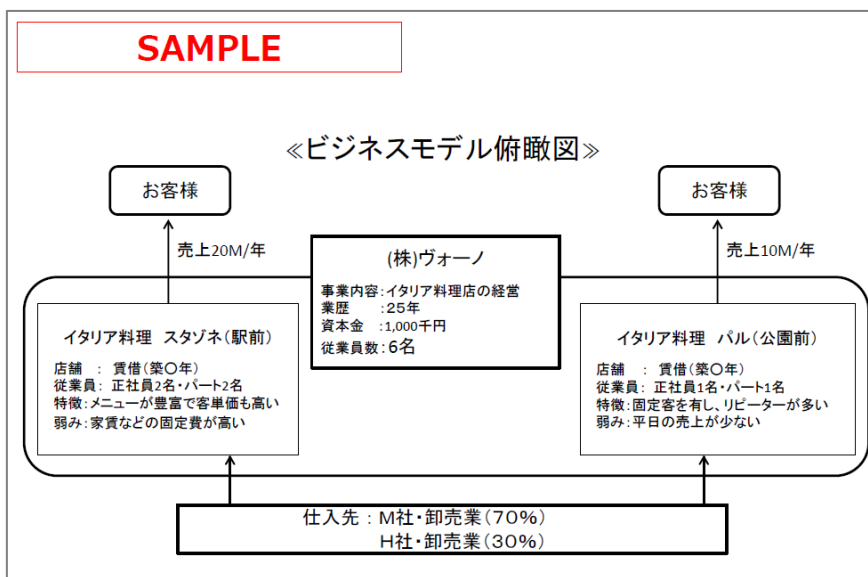 SAMPLE
≪ビジネスモデル俯瞰図≫
お客様
お客様
売上20M/年
売上10M/年
(株)ヴォーノ
事業内容:イタリア料理店の経営
業歴 :25年
資本金 :1,000千円
従業員数:6名
イタリア料理 スタゾネ(駅前)
店舗 : 賃借(築〇年)
従業員: 正社員2名・パート2名
特徴:メニューが豊富で客単価も高い
弱み:家賃などの固定費が高い
イタリア料理 パル(公園前)
店舗 : 賃借(築〇年)
従業員: 正社員1名・パート1名
特徴:固定客を有し、リピーターが多い
弱み:平日の売上が少ない
仕入先 : M社・卸売業(70%)
H社・卸売業(30%)